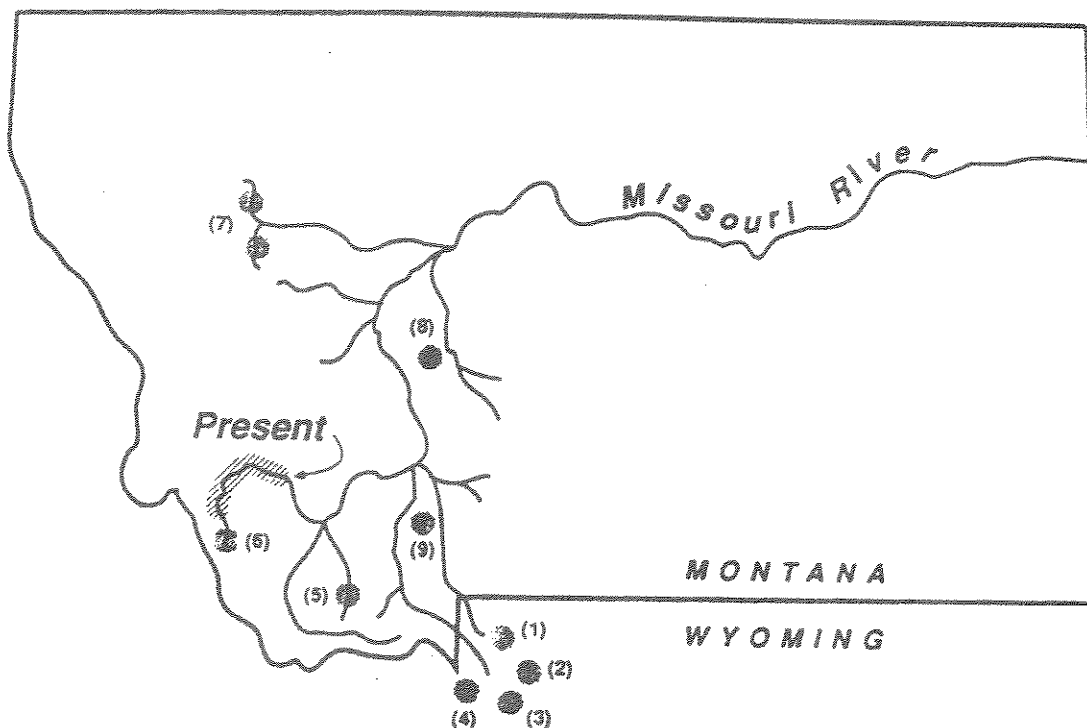 Missouri River
(7)
(8)
Present
(6)
(9)
(5)
MONTANA
WYOMING
(1)
(2)
(4)
(3)